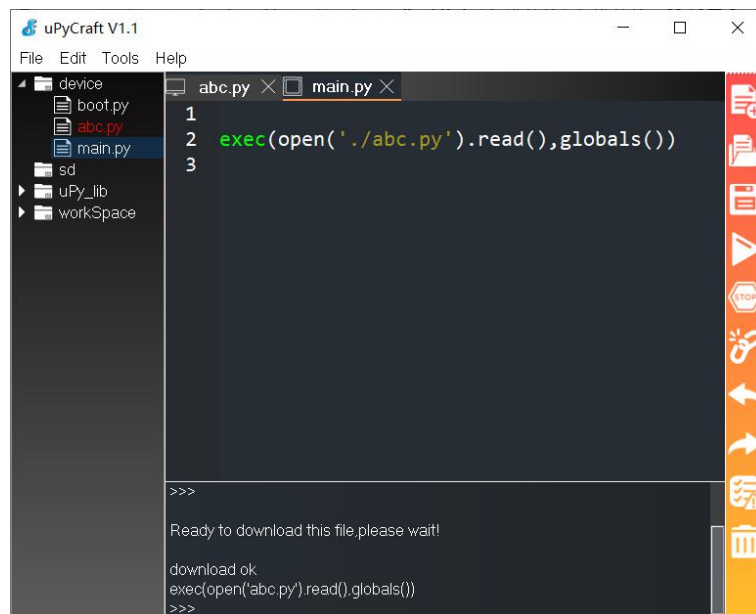 uPyCraft V1.1
File Edit Tools Help
device
boot.py
abc.py
main.py
sd
uPy_lib
workSpace
abc.py main.py
1
2 exec(open('./abc.py').read(),globals())
3
>>>
Ready to download this file,please wait!
download ok
exec(open('abc.py').read(),globals())
>>>
STOP